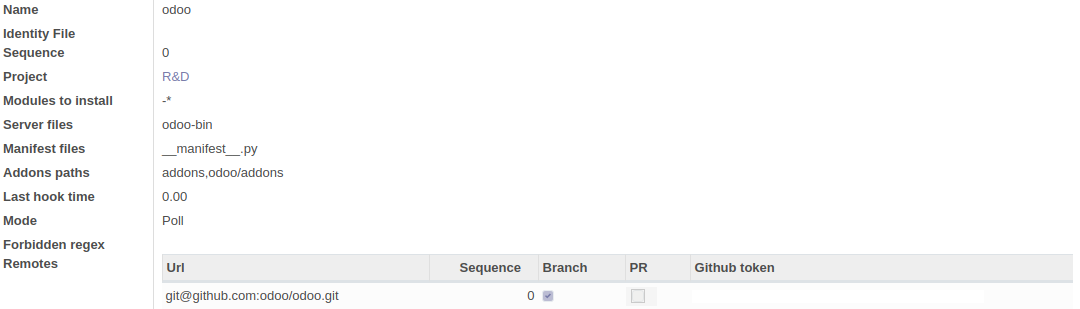 Name odoo
Identity File
Sequence 0
Project R&D
Modules to install -*
Server files odoo-bin
Manifest files __manifest__.py
Addons paths addons,odoo/addons
Last hook time 0.00
Mode Poll
Forbidden regex
Remotes
Url Sequence Branch PR Github token
git@github.com:odoo/odoo.git 0